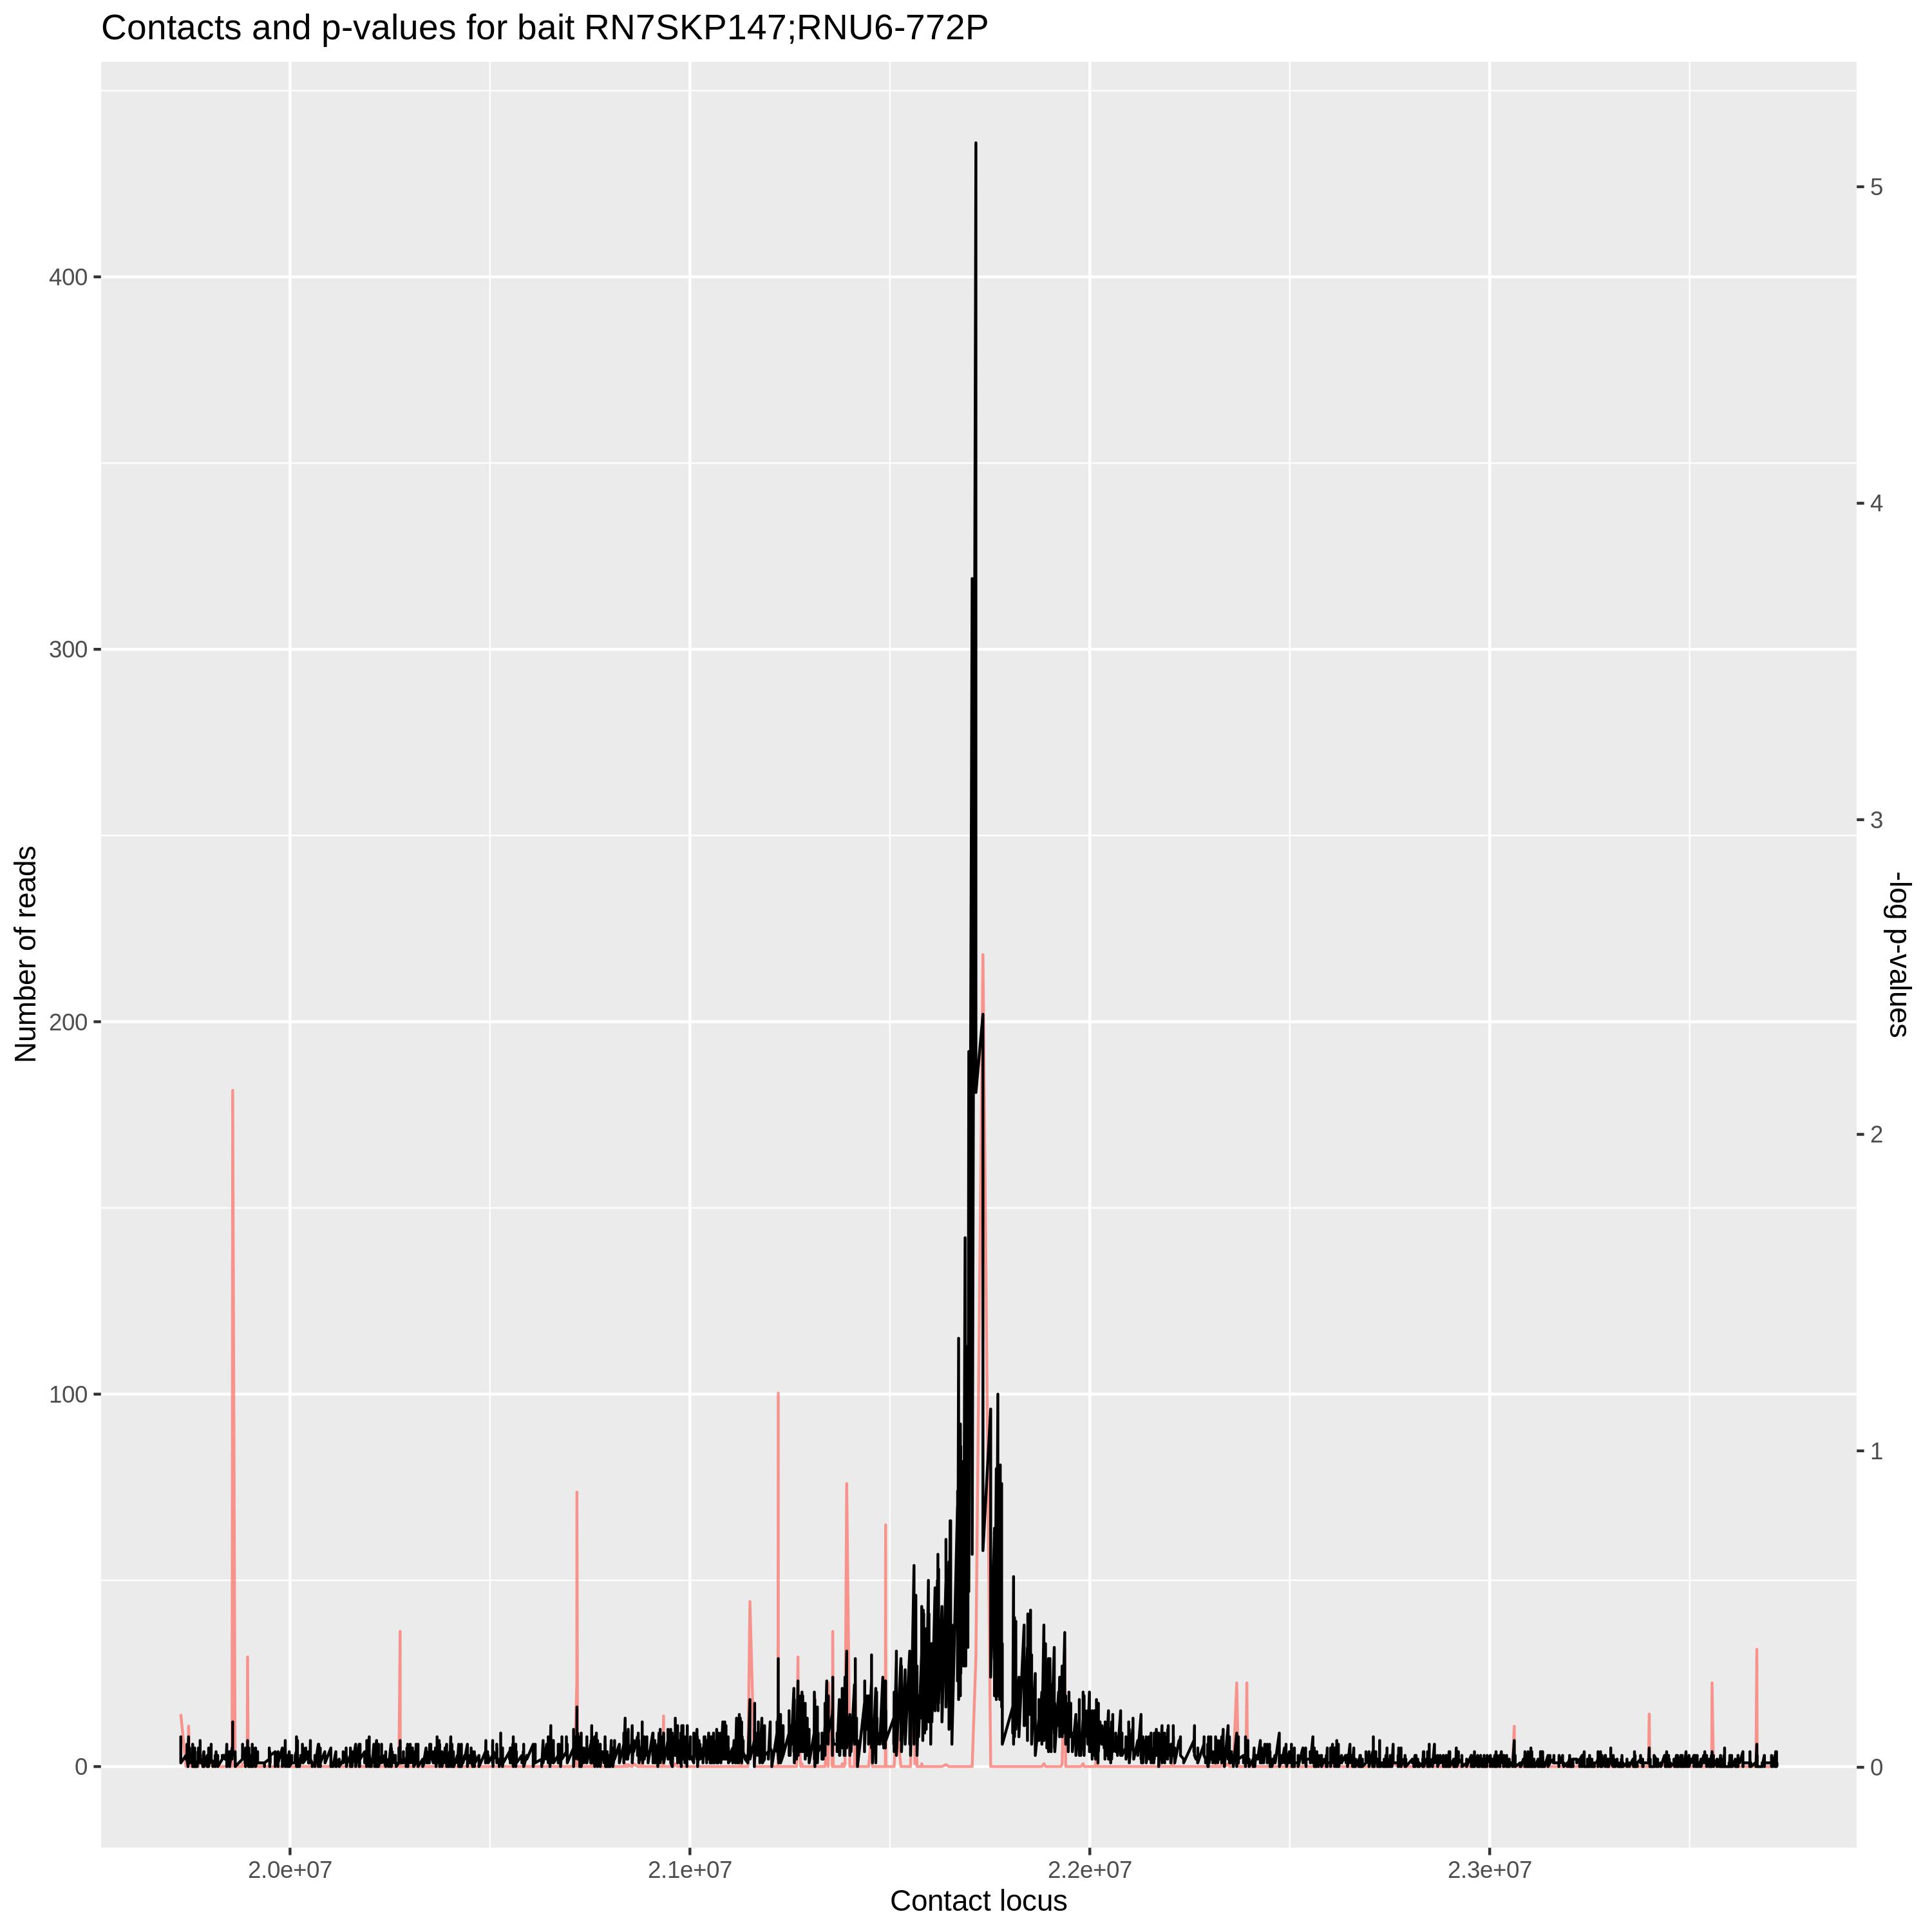 Contacts and p-values for bait RN7SKP147;RNU6-772P
Number of reads
400
300
200
100
0
5
4
3
2
1
0
-log p-values
2.0e+07
2.1e+07
2.2e+07
2.3e+07
Contact locus